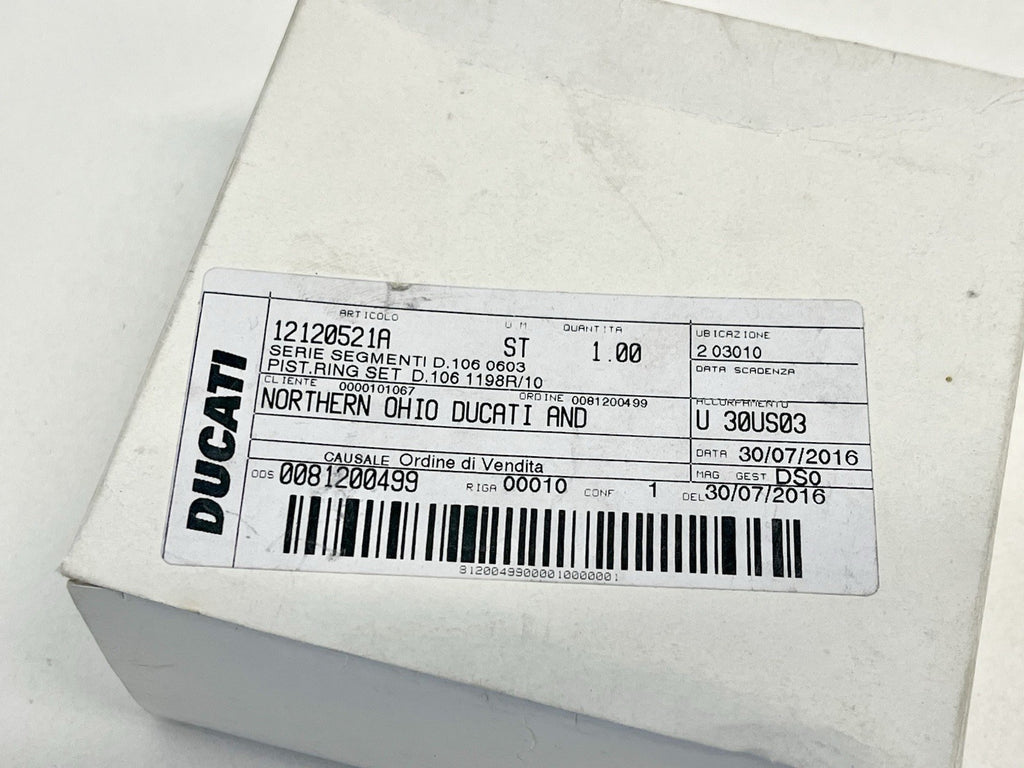 DUCATI
ARTICOLO U M QUANTITA
12120521A ST 1.00
SERIE SEGMENTI D.106 0603
PIST.RING SET D.106 1198R/10
UBICAZIONE
2 03010
DATA SCADENZA
CLIENTE 0000101067 ORDINE 0081200499
NORTHERN OHIO DUCATI AND
U 30US03
DATA 30/07/2016
CAUSALE Ordine di Vendita
MAG GEST DS0
ODS 0081200499 RIGA 00010 CONF 1 DEL 30/07/2016
8120049900001000001